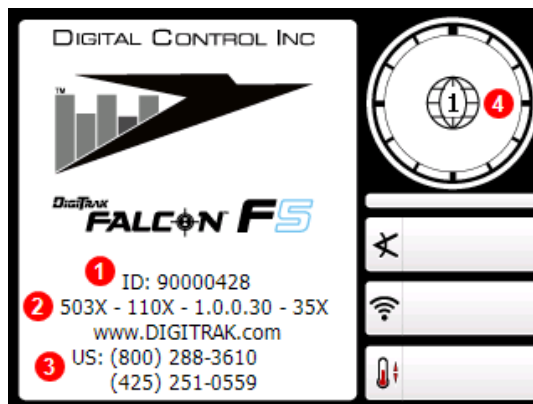 DIGITAL CONTROL INC
TM
DigiTrak
FALCON F5
1
ID: 90000428
2
503X - 110X - 1.0.0.30 - 35X
www.DIGITRAK.com
3
US: (800) 288-3610
(425) 251-0559
1
4